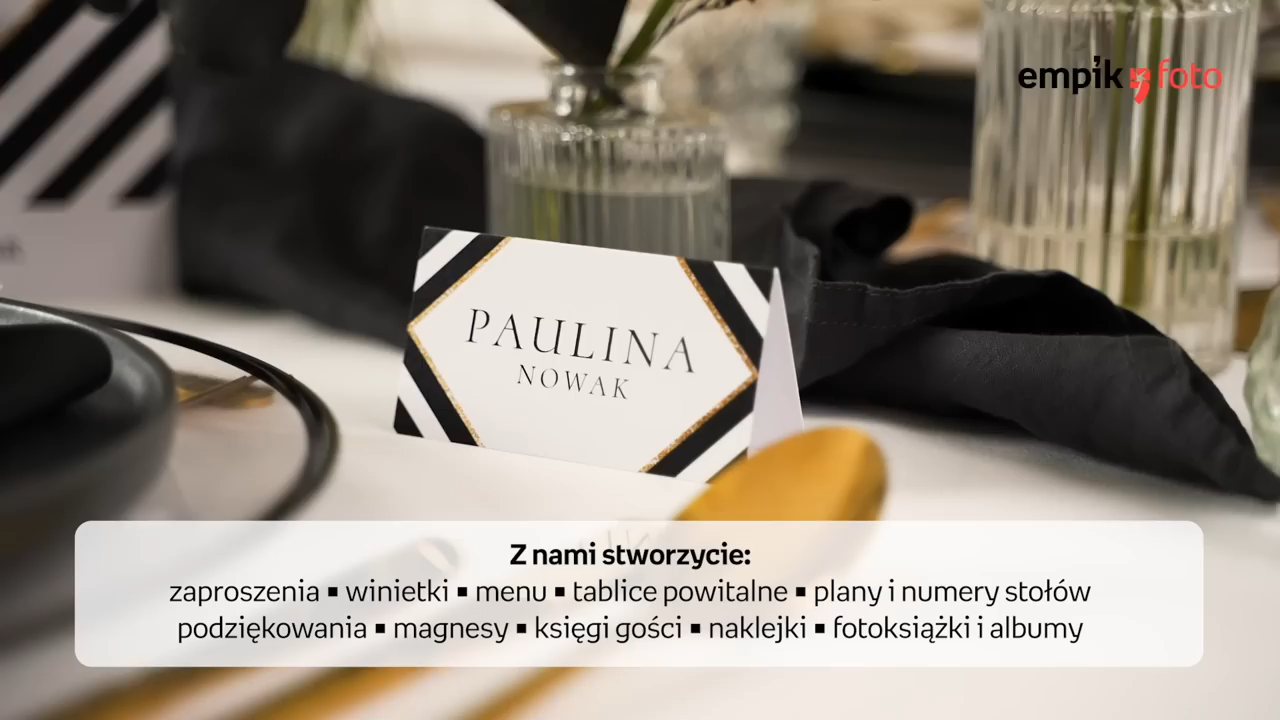 empik foto
PAULINA
NOWAK
Z nami stworzycie:
zaproszenia ▪ winietki ▪ menu ▪ tablice powitalne ▪ plany i numery stołów
podziękowania ▪ magnesy ▪ księgi gości ▪ naklejki ▪ fotoksiążki i albumy